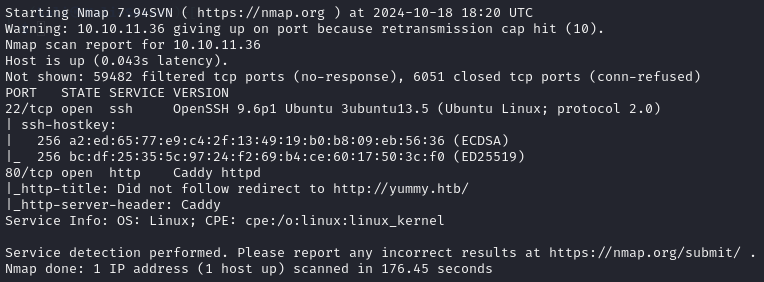 Starting Nmap 7.94SVN ( https://nmap.org ) at 2024-10-18 18:20 UTC
Warning: 10.10.11.36 giving up on port because retransmission cap hit (10).
Nmap scan report for 10.10.11.36
Host is up (0.043s latency).
Not shown: 59482 filtered tcp ports (no-response), 6051 closed tcp ports (conn-refused)
PORT   STATE SERVICE VERSION
22/tcp open  ssh     OpenSSH 9.6p1 Ubuntu 3ubuntu13.5 (Ubuntu Linux; protocol 2.0)
| ssh-hostkey:
|   256 a2:ed:65:77:e9:c4:2f:13:49:19:b0:b8:09:eb:56:36 (ECDSA)
|_  256 bc:df:25:35:5c:97:24:f2:69:b4:ce:60:17:50:3c:f0 (ED25519)
80/tcp open  http    Caddy httpd
|_http-title: Did not follow redirect to http://yummy.htb/
|_http-server-header: Caddy
Service Info: OS: Linux; CPE: cpe:/o:linux:linux_kernel

Service detection performed. Please report any incorrect results at https://nmap.org/submit/ .
Nmap done: 1 IP address (1 host up) scanned in 176.45 seconds